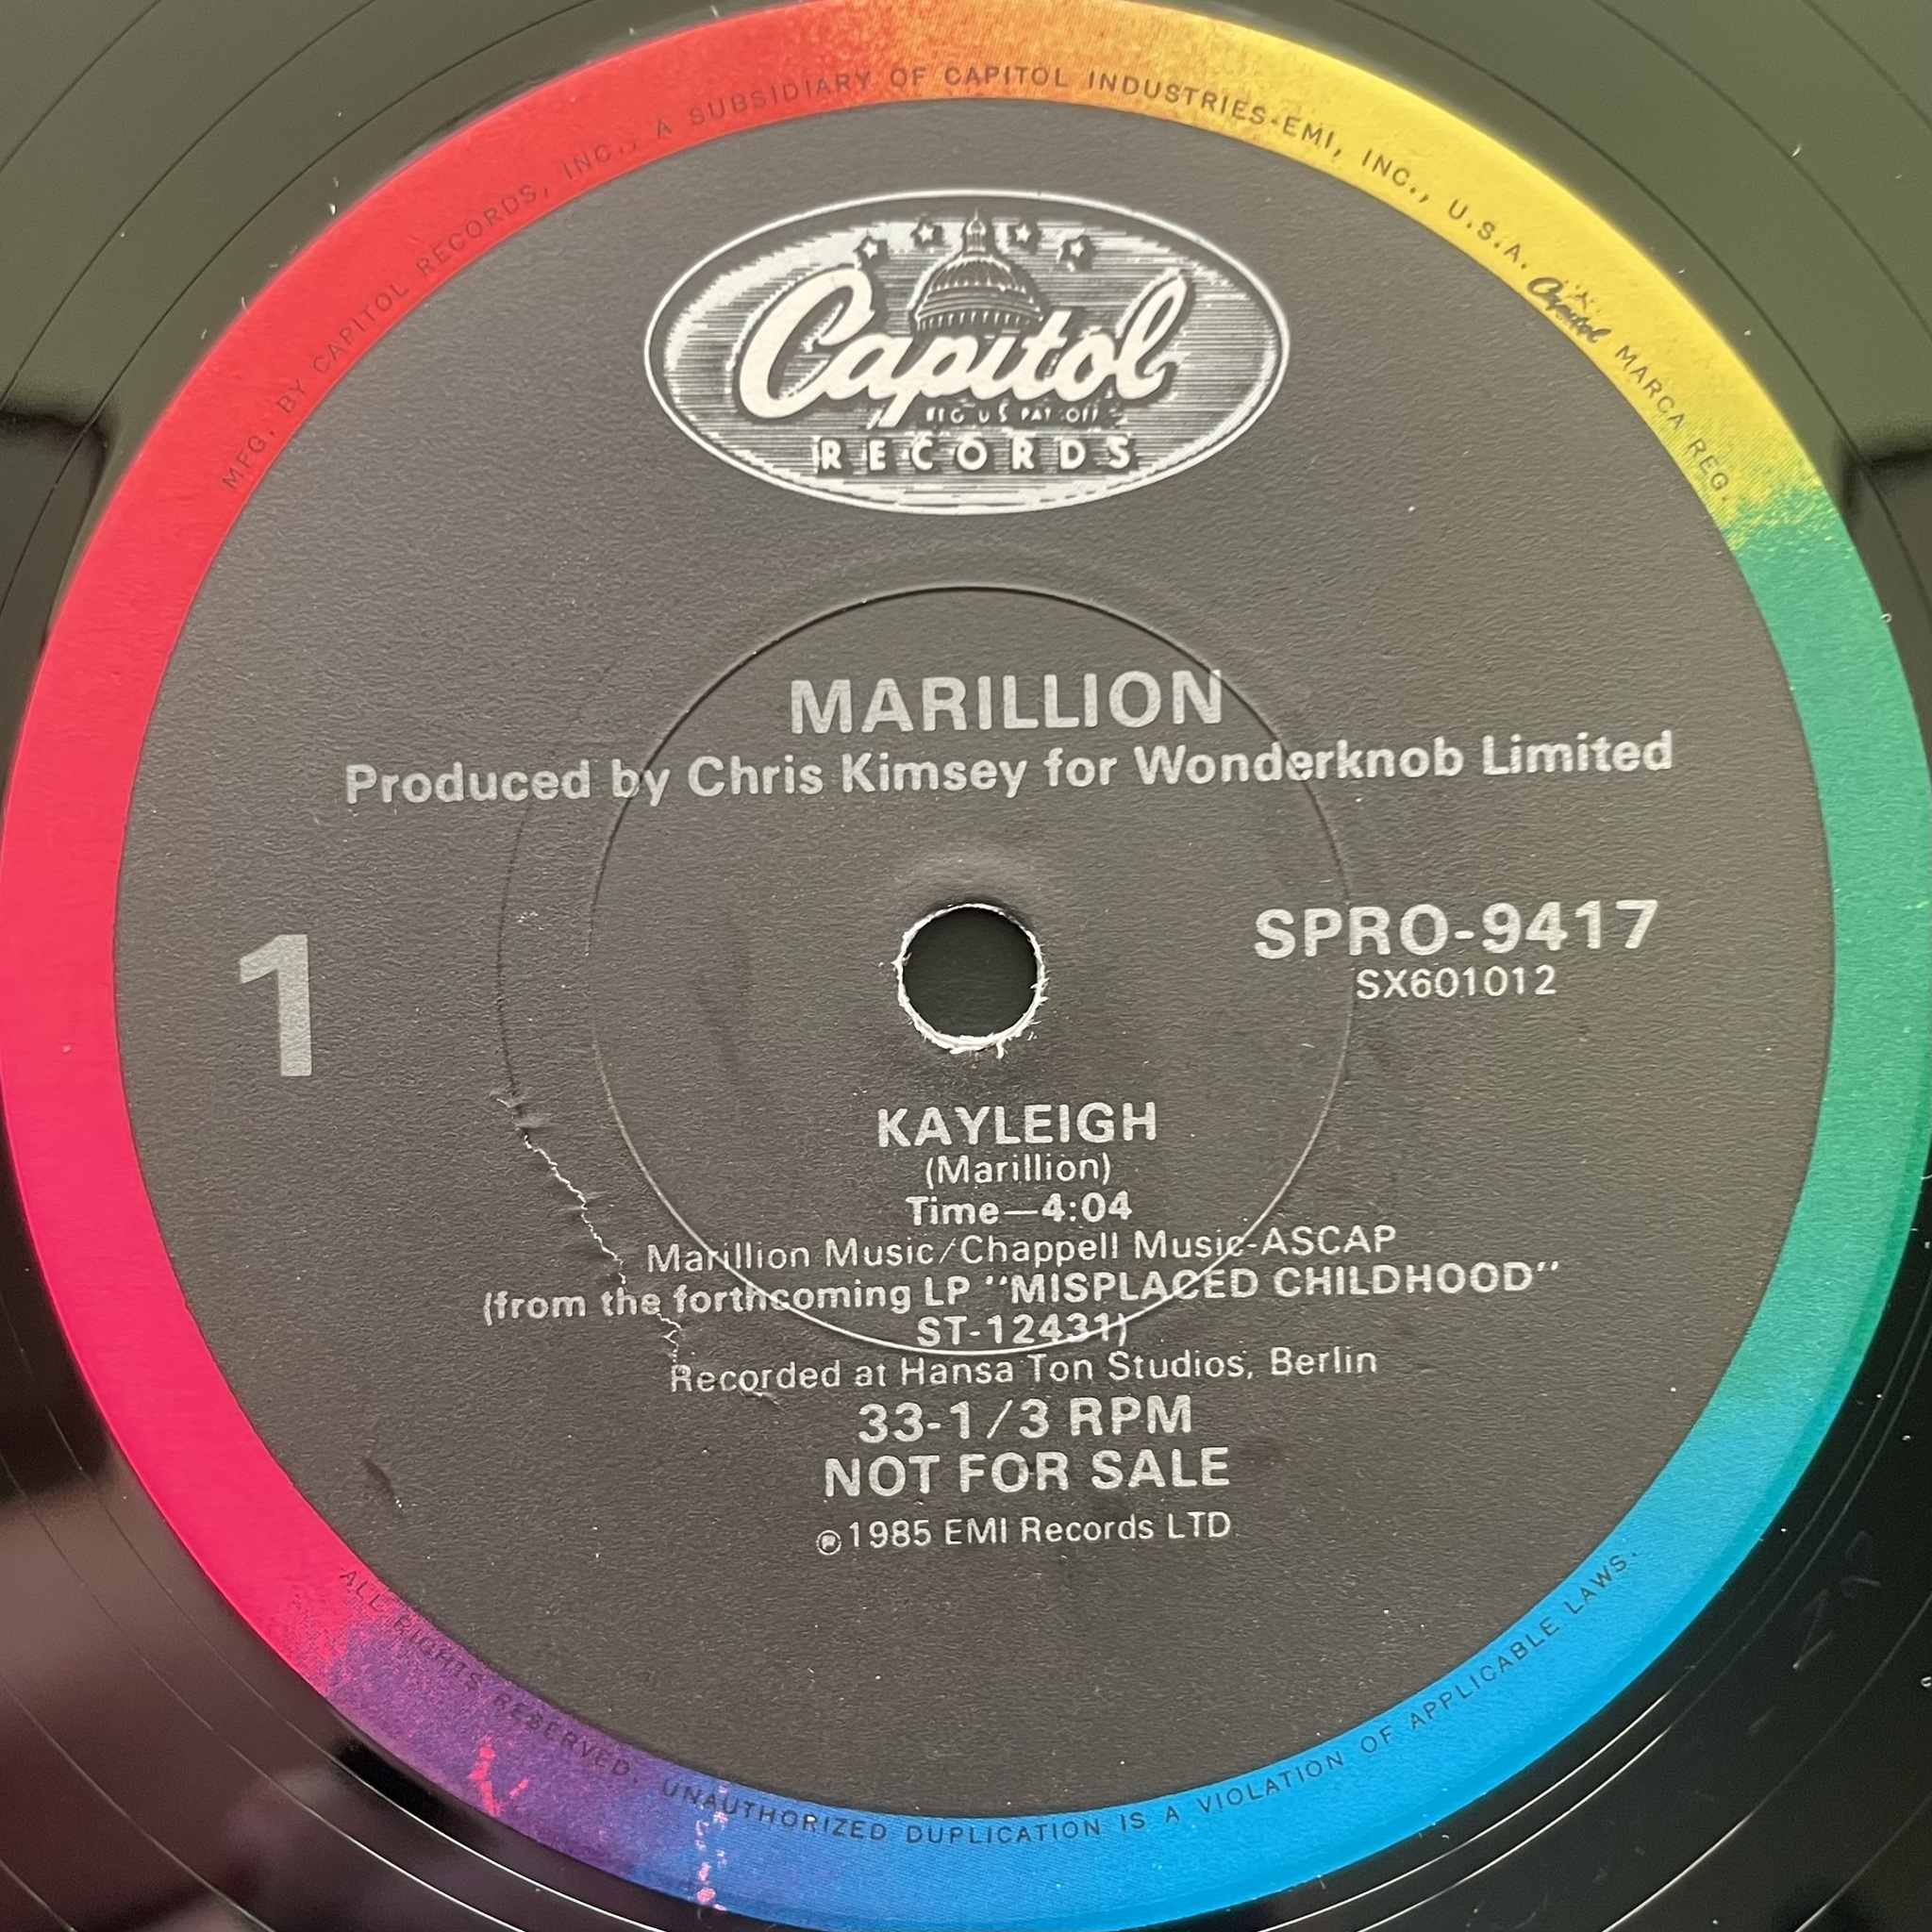 MFG. BY CAPITOL RECORDS, INC., A SUBSIDIARY OF CAPITOL INDUSTRIES-EMI, INC., U.S.A. Capitol MARCA REG.
Capitol
REG. U.S. PAT. OFF.
RECORDS
MARILLION
Produced by Chris Kimsey for Wonderknob Limited
1
SPRO-9417
SX601012
KAYLEIGH
(Marillion)
Time—4:04
Marillion Music/Chappell Music-ASCAP
(from the forthcoming LP "MISPLACED CHILDHOOD"
ST-12431)
Recorded at Hansa Ton Studios, Berlin
33-1/3 RPM
NOT FOR SALE
℗ 1985 EMI Records LTD
ALL RIGHTS RESERVED. UNAUTHORIZED DUPLICATION IS A VIOLATION OF APPLICABLE LAWS.